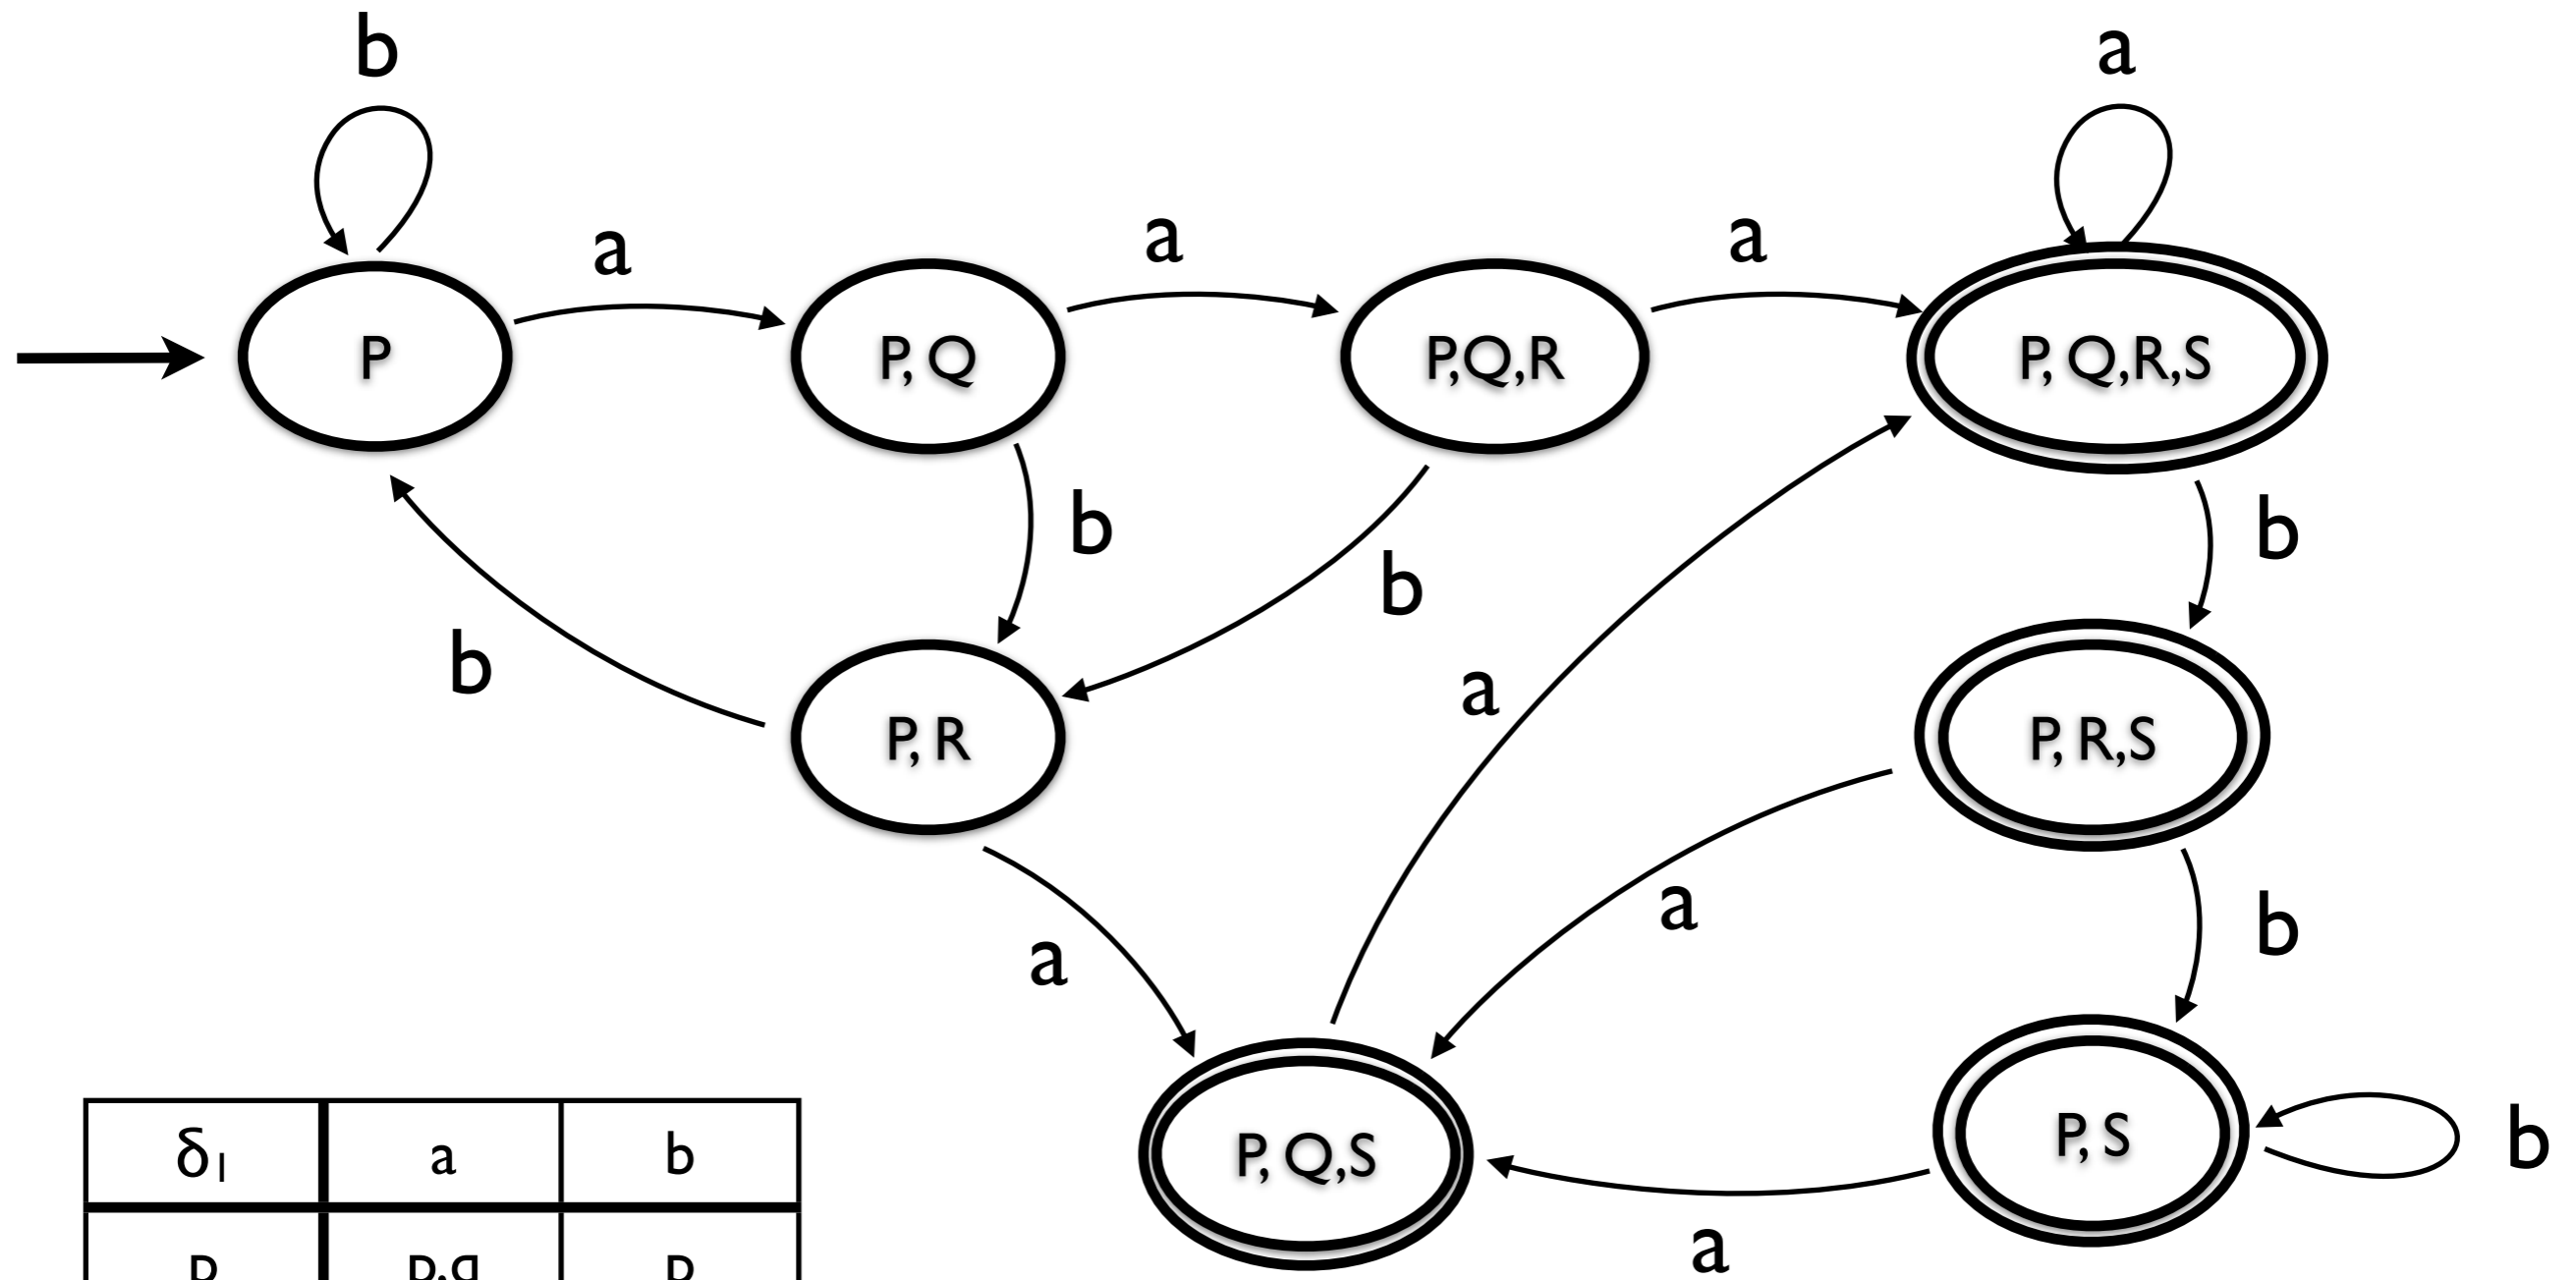 b
a
a
a
a
P
P, Q
P,Q,R
P, Q,R,S
b
b
b
b
a
P, R
P, R,S
a
b
a
P, Q,S
P, S
b
a
δ₁ a b
p p,q p